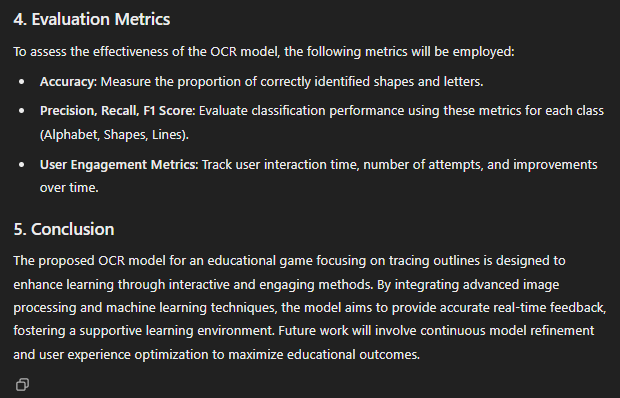 4. Evaluation Metrics
To assess the effectiveness of the OCR model, the following metrics will be employed:
• Accuracy: Measure the proportion of correctly identified shapes and letters.
• Precision, Recall, F1 Score: Evaluate classification performance using these metrics for each class
(Alphabet, Shapes, Lines).
• User Engagement Metrics: Track user interaction time, number of attempts, and improvements
over time.
5. Conclusion
The proposed OCR model for an educational game focusing on tracing outlines is designed to
enhance learning through interactive and engaging methods. By integrating advanced image
processing and machine learning techniques, the model aims to provide accurate real-time feedback,
fostering a supportive learning environment. Future work will involve continuous model refinement
and user experience optimization to maximize educational outcomes.